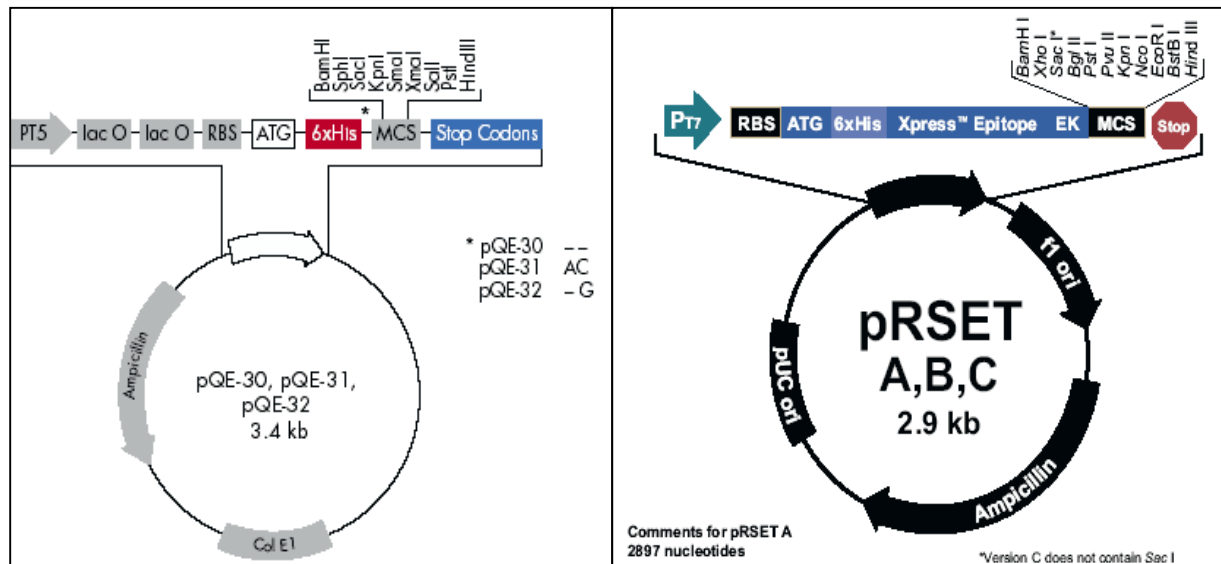 BamHI
SphI
SacI
KpnI
SmaI
XmaI
SalI
PstI
HindIII
*
PT5 lac O lac O RBS ATG 6xHis MCS Stop Codons
* pQE-30 – –
pQE-31 AC
pQE-32 – G
Ampicillin
pQE-30, pQE-31,
pQE-32
3.4 kb
Col E1
BamH I
Xho I
Sac I*
Bgl II
Pst I
Pvu II
Kpn I
Nco I
EcoR I
BstB I
Hind III
PT7 RBS ATG 6xHis Xpress™ Epitope EK MCS Stop
f1 ori
pRSET
A,B,C
2.9 kb
pUC ori
Ampicillin
Comments for pRSET A
2897 nucleotides
*Version C does not contain Sac I